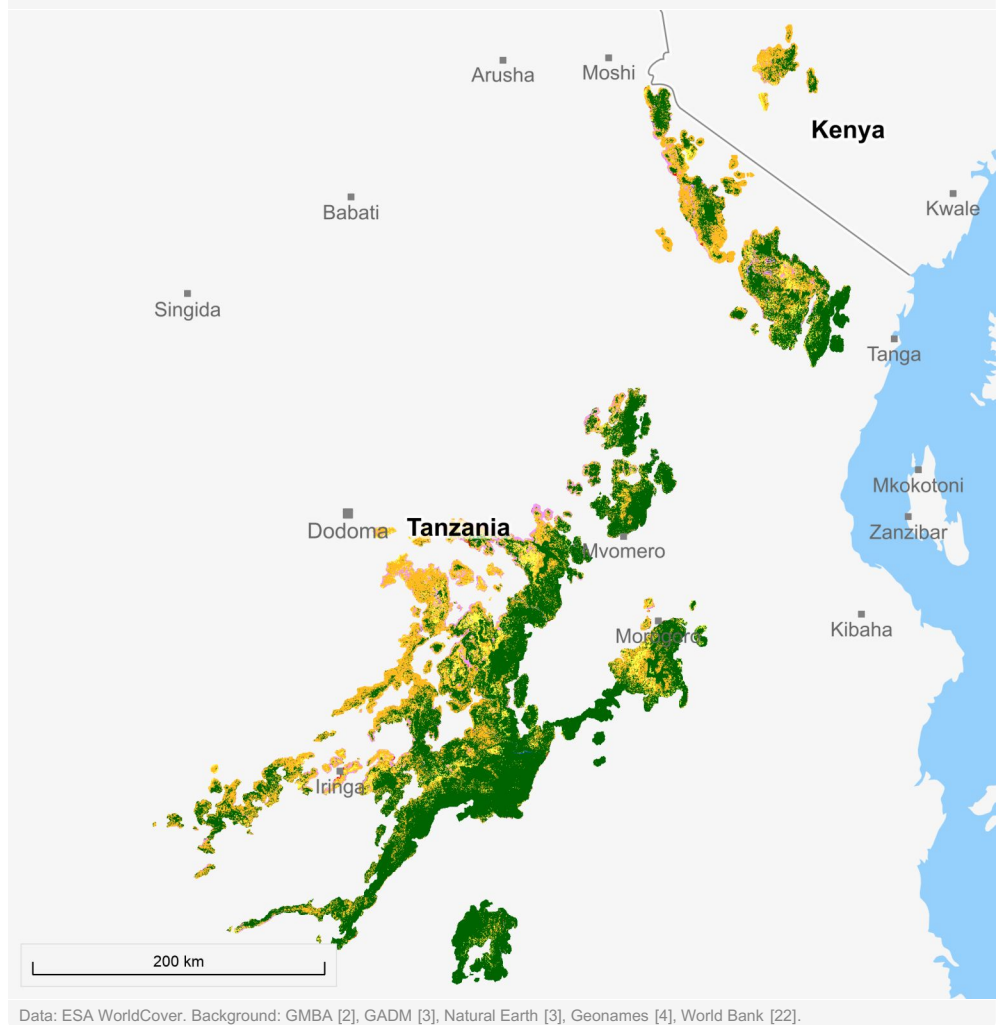 Arusha
Moshi
Kenya
Babati
Kwale
Singida
Tanga
Mkokotoni
Dodoma
Tanzania
Zanzibar
Mvomero
Morogoro
Kibaha
Iringa
200 km
Data: ESA WorldCover. Background: GMBA [2], GADM [3], Natural Earth [3], Geonames [4], World Bank [22].